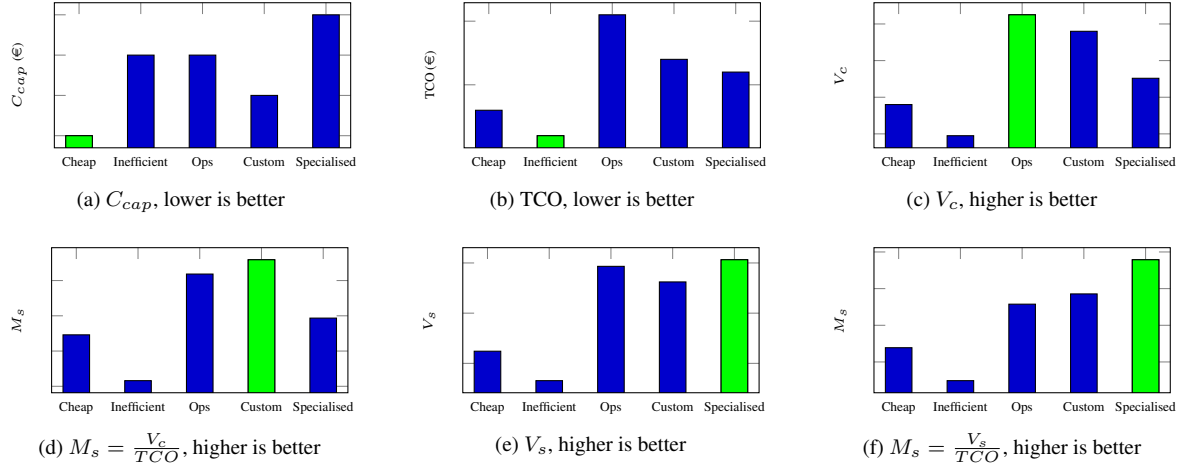 C_cap (€)
Cheap Inefficient Ops Custom Specialised
(a) C_cap, lower is better
TCO (€)
Cheap Inefficient Ops Custom Specialised
(b) TCO, lower is better
V_c
Cheap Inefficient Ops Custom Specialised
(c) V_c, higher is better
M_s
Cheap Inefficient Ops Custom Specialised
(d) M_s = V_c/TCO, higher is better
V_s
Cheap Inefficient Ops Custom Specialised
(e) V_s, higher is better
M_s
Cheap Inefficient Ops Custom Specialised
(f) M_s = V_s/TCO, higher is better